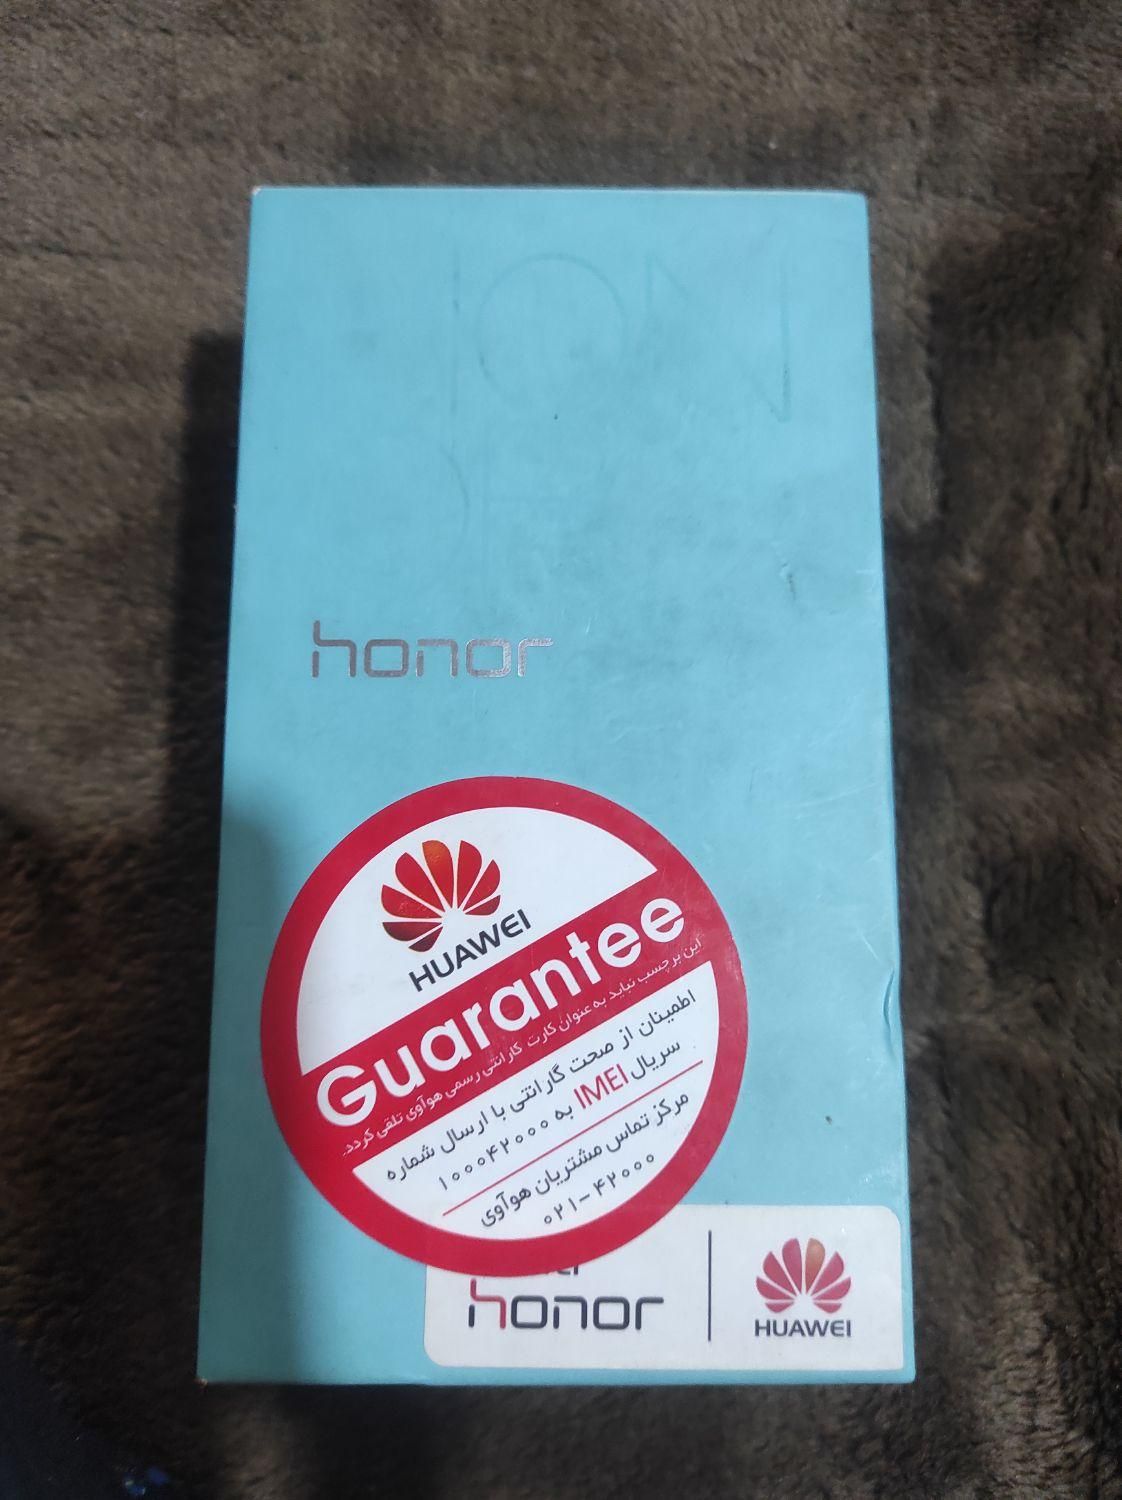 honor
HUAWEI
Guarantee
این برچسب نباید به عنوان کارت گارانتی رسمی هوآوی تلقی گردد.
اطمینان از صحت گارانتی با ارسال شماره
سریال IMEI به ۱۰۰۰۴۲۰۰۰
مرکز تماس مشتریان هوآوی
۰۲۱-۴۲۰۰۰
honor
HUAWEI